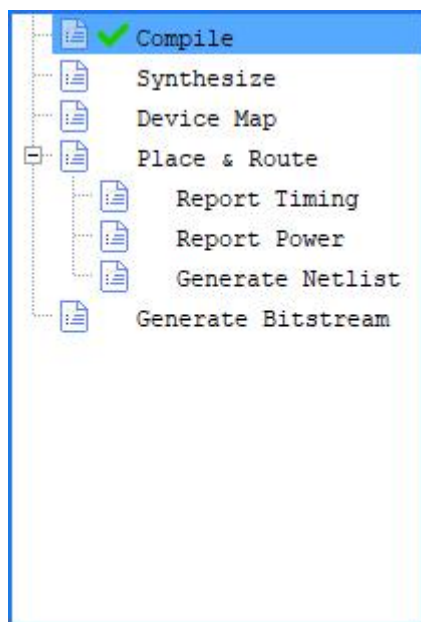 Compile
Synthesize
Device Map
Place & Route
Report Timing
Report Power
Generate Netlist
Generate Bitstream